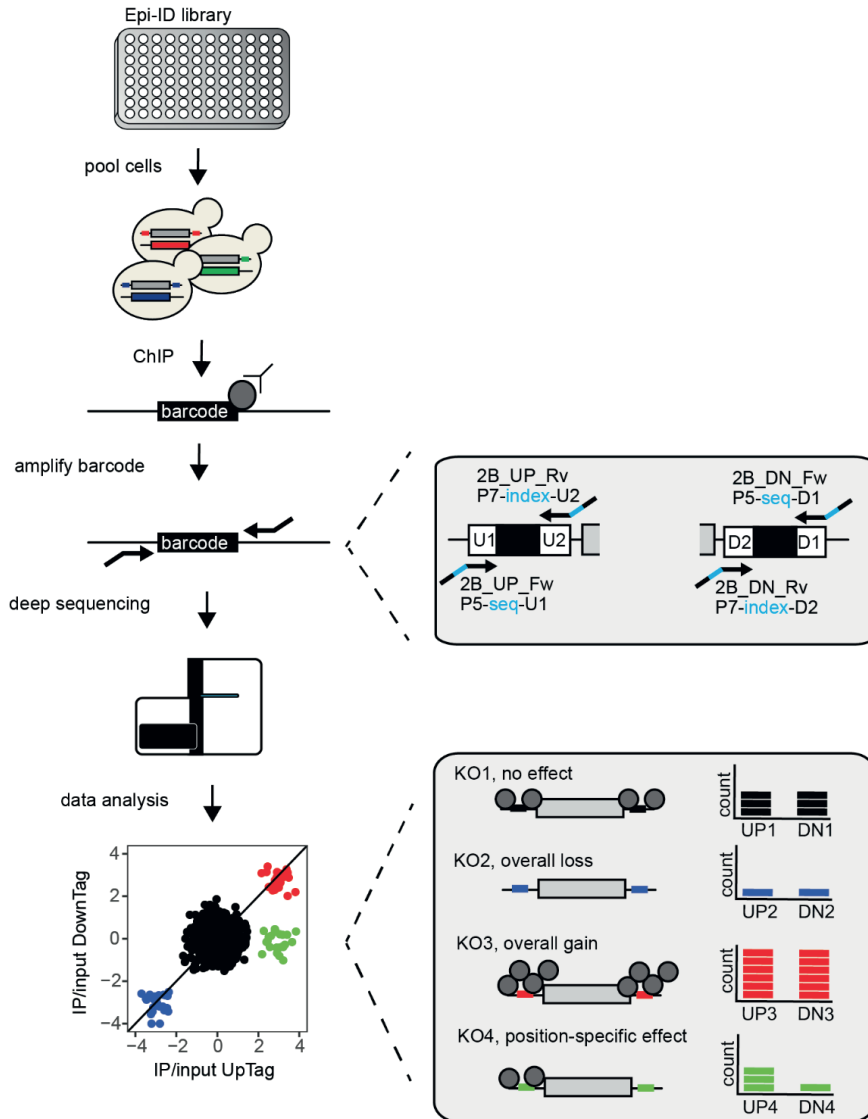 Epi-ID library
pool cells
ChIP
barcode
amplify barcode
barcode
deep sequencing
data analysis
2B_UP_Rv
P7-index-U2
U1
U2
2B_UP_Fw
P5-seq-U1
2B_DN_Fw
P5-seq-D1
D2
D1
2B_DN_Rv
P7-index-D2
IP/input DownTag
4
2
0
−2
−4
−4
−2
0
2
4
IP/input UpTag
KO1, no effect
count
UP1
DN1
KO2, overall loss
count
UP2
DN2
KO3, overall gain
count
UP3
DN3
KO4, position-specific effect
count
UP4
DN4